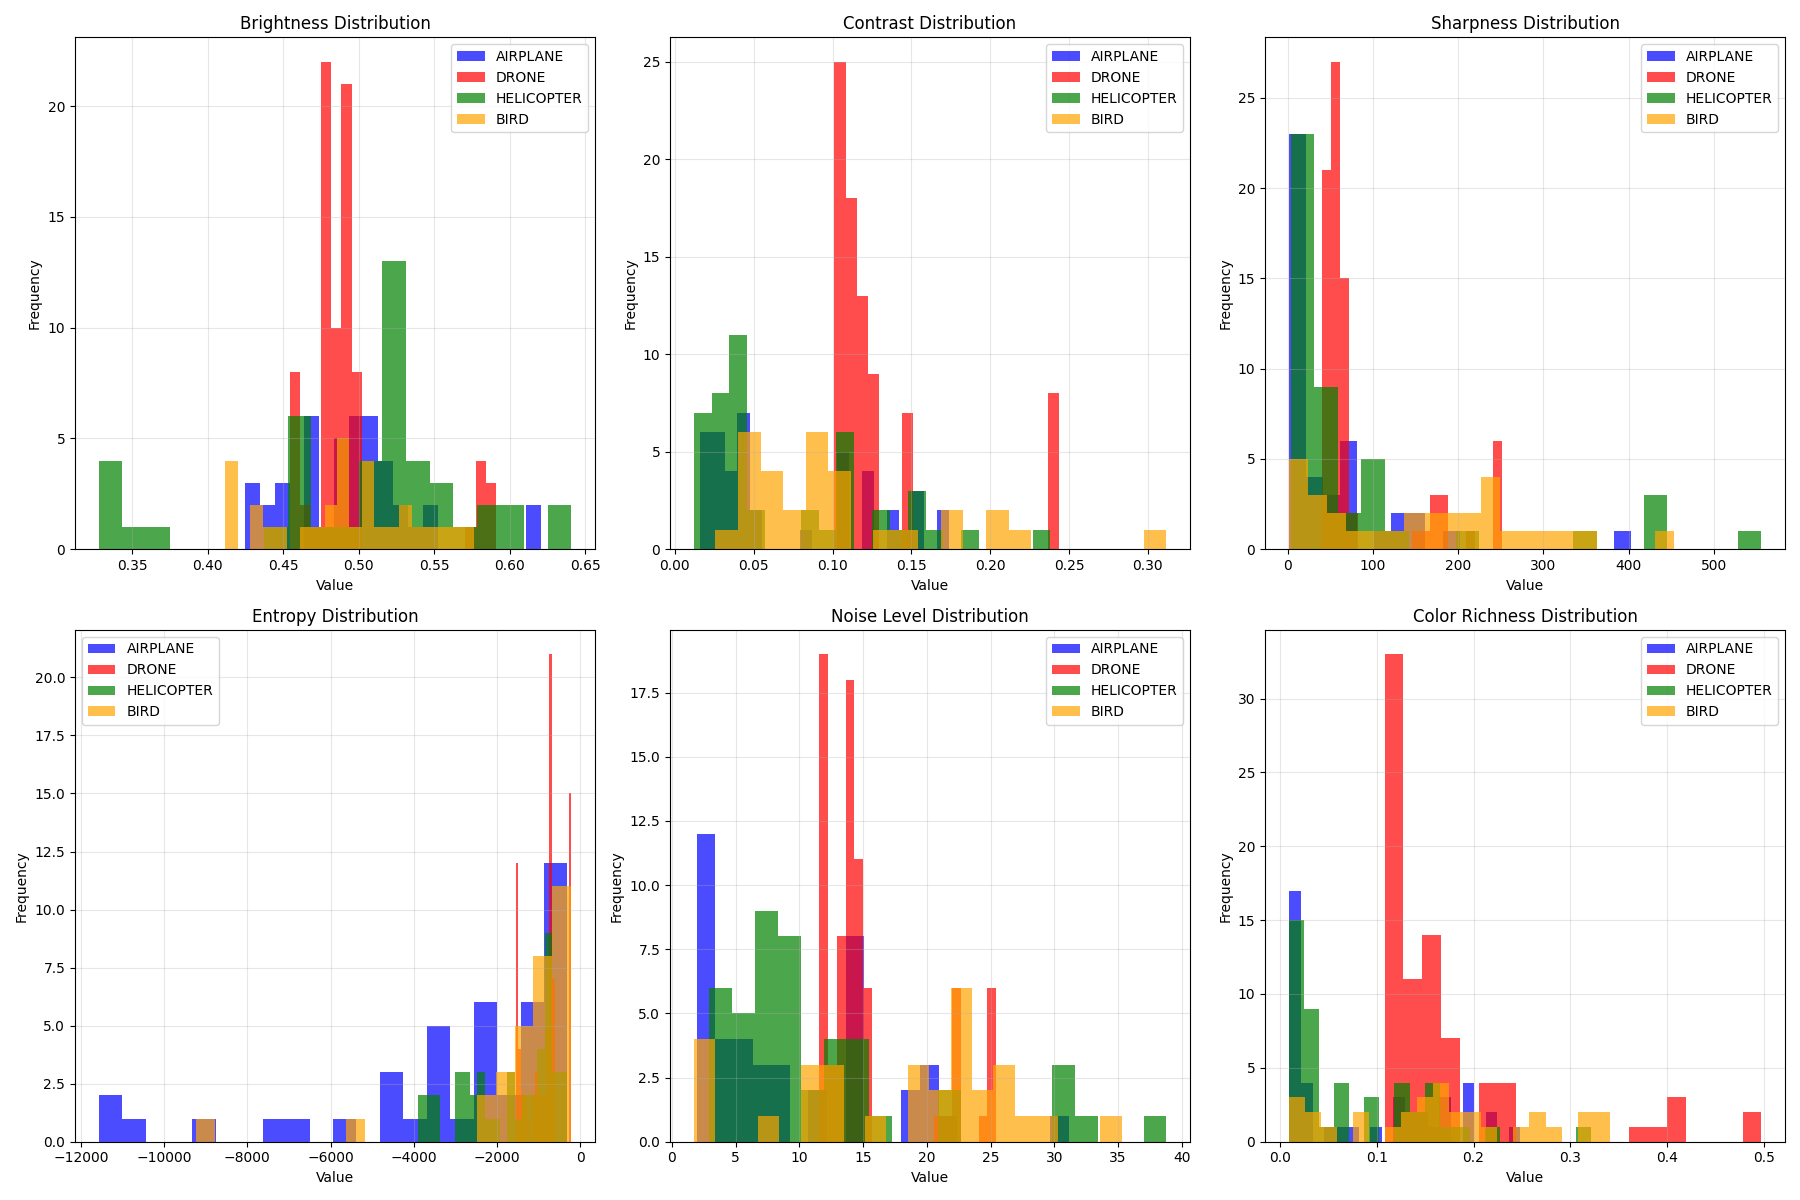 Brightness Distribution
Frequency
20
15
10
5
0
0.35 0.40 0.45 0.50 0.55 0.60 0.65
Value
AIRPLANE
DRONE
HELICOPTER
BIRD
Contrast Distribution
Frequency
25
20
15
10
5
0
0.00 0.05 0.10 0.15 0.20 0.25 0.30
Value
AIRPLANE
DRONE
HELICOPTER
BIRD
Sharpness Distribution
Frequency
25
20
15
10
5
0
0 100 200 300 400 500
Value
AIRPLANE
DRONE
HELICOPTER
BIRD
Entropy Distribution
Frequency
20.0
17.5
15.0
12.5
10.0
7.5
5.0
2.5
0.0
−12000 −10000 −8000 −6000 −4000 −2000 0
Value
AIRPLANE
DRONE
HELICOPTER
BIRD
Noise Level Distribution
Frequency
17.5
15.0
12.5
10.0
7.5
5.0
2.5
0.0
0 5 10 15 20 25 30 35 40
Value
AIRPLANE
DRONE
HELICOPTER
BIRD
Color Richness Distribution
Frequency
30
25
20
15
10
5
0
0.0 0.1 0.2 0.3 0.4 0.5
Value
AIRPLANE
DRONE
HELICOPTER
BIRD